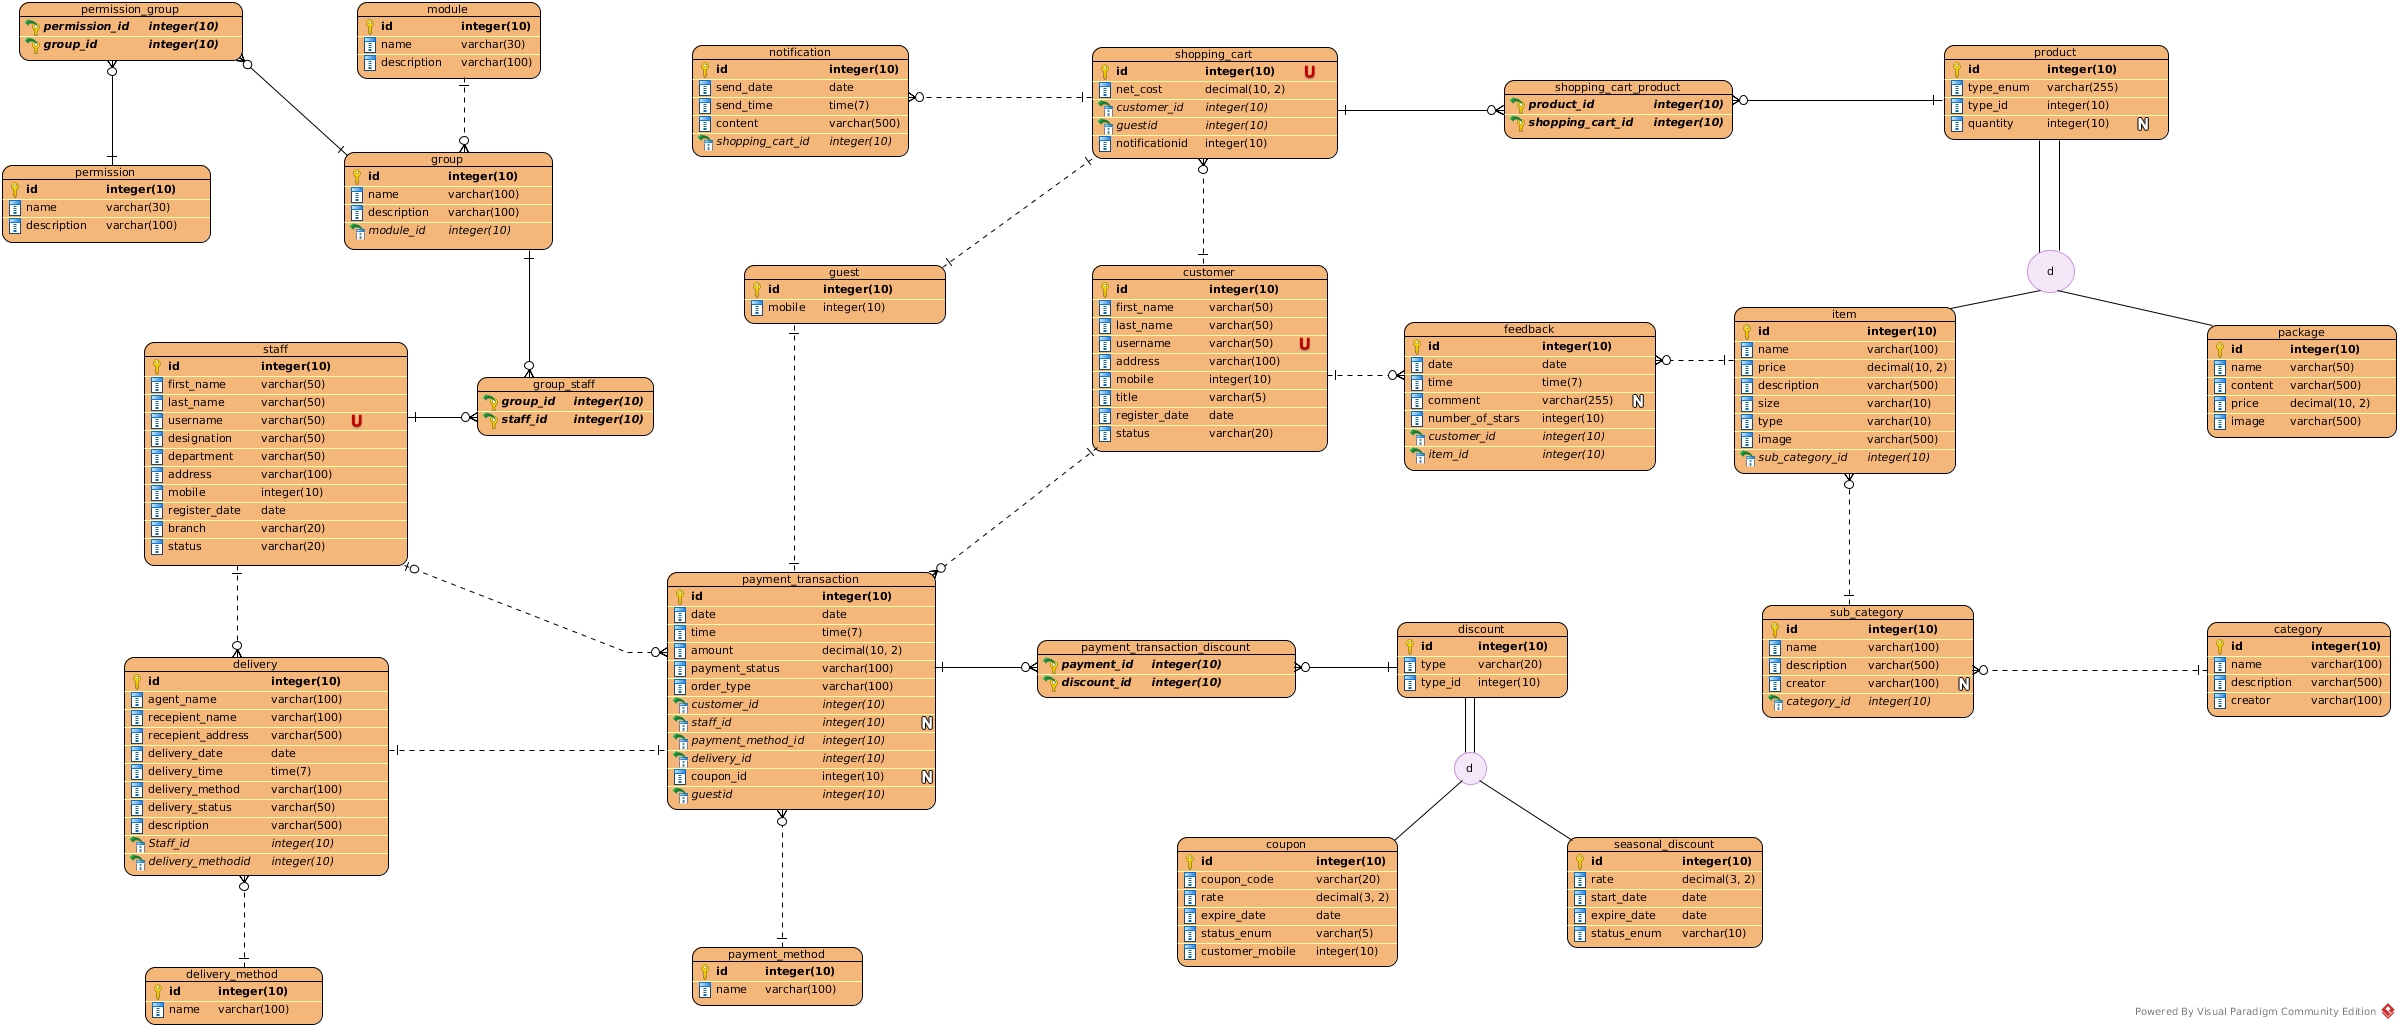 permission_group
permission_id integer(10)
group_id integer(10)
module
id integer(10)
name varchar(30)
description varchar(100)
notification
id integer(10)
send_date date
send_time time(7)
content varchar(500)
shopping_cart_id integer(10)
shopping_cart
id integer(10) U
net_cost decimal(10, 2)
customer_id integer(10)
guestid integer(10)
notificationid integer(10)
shopping_cart_product
product_id integer(10)
shopping_cart_id integer(10)
product
id integer(10)
type_enum varchar(255)
type_id integer(10)
quantity integer(10) N
permission
id integer(10)
name varchar(30)
description varchar(100)
group
id integer(10)
name varchar(100)
description varchar(100)
module_id integer(10)
guest
id integer(10)
mobile integer(10)
customer
id integer(10)
first_name varchar(50)
last_name varchar(50)
username varchar(50) U
address varchar(100)
mobile integer(10)
title varchar(5)
register_date date
status varchar(20)
d
feedback
id integer(10)
date date
time time(7)
comment varchar(255) N
number_of_stars integer(10)
customer_id integer(10)
item_id integer(10)
item
id integer(10)
name varchar(100)
price decimal(10, 2)
description varchar(500)
size varchar(10)
type varchar(10)
image varchar(500)
sub_category_id integer(10)
package
id integer(10)
name varchar(50)
content varchar(500)
price decimal(10, 2)
image varchar(500)
staff
id integer(10)
first_name varchar(50)
last_name varchar(50)
username varchar(50) U
designation varchar(50)
department varchar(50)
address varchar(100)
mobile integer(10)
register_date date
branch varchar(20)
status varchar(20)
group_staff
group_id integer(10)
staff_id integer(10)
payment_transaction
id integer(10)
date date
time time(7)
amount decimal(10, 2)
payment_status varchar(100)
order_type varchar(100)
customer_id integer(10)
staff_id integer(10) N
payment_method_id integer(10)
delivery_id integer(10)
coupon_id integer(10) N
guestid integer(10)
payment_transaction_discount
payment_id integer(10)
discount_id integer(10)
discount
id integer(10)
type varchar(20)
type_id integer(10)
sub_category
id integer(10)
name varchar(100)
description varchar(500)
creator varchar(100) N
category_id integer(10)
category
id integer(10)
name varchar(100)
description varchar(500)
creator varchar(100)
delivery
id integer(10)
agent_name varchar(100)
recepient_name varchar(100)
recepient_address varchar(500)
delivery_date date
delivery_time time(7)
delivery_method varchar(100)
delivery_status varchar(50)
description varchar(500)
Staff_id integer(10)
delivery_methodid integer(10)
d
coupon
id integer(10)
coupon_code varchar(20)
rate decimal(3, 2)
expire_date date
status_enum varchar(5)
customer_mobile integer(10)
seasonal_discount
id integer(10)
rate decimal(3, 2)
start_date date
expire_date date
status_enum varchar(10)
delivery_method
id integer(10)
name varchar(100)
payment_method
id integer(10)
name varchar(100)
Powered By Visual Paradigm Community Edition